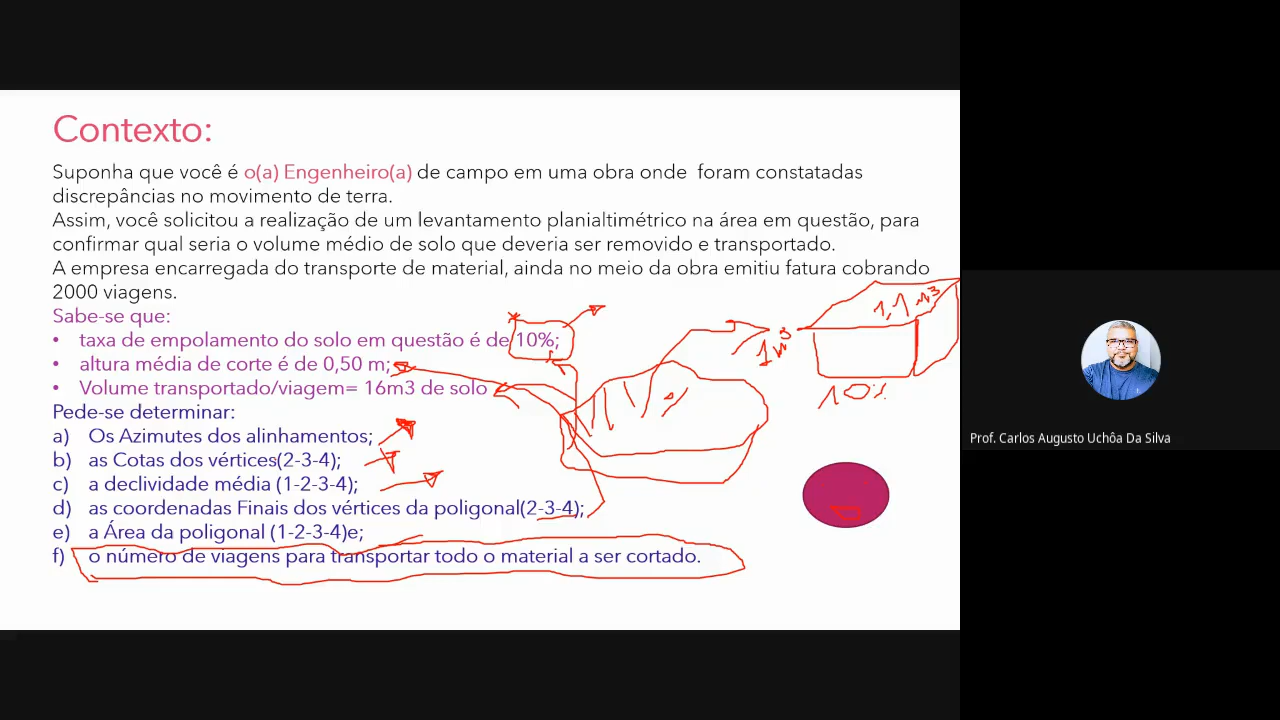 Contexto:
Suponha que você é o(a) Engenheiro(a) de campo em uma obra onde foram constatadas
discrepâncias no movimento de terra.
Assim, você solicitou a realização de um levantamento planialtimétrico na área em questão, para
confirmar qual seria o volume médio de solo que deveria ser removido e transportado.
A empresa encarregada do transporte de material, ainda no meio da obra emitiu fatura cobrando
2000 viagens.
Sabe-se que:
• taxa de empolamento do solo em questão é de 10%;
• altura média de corte é de 0,50 m;
• Volume transportado/viagem= 16m3 de solo
Pede-se determinar:
a) Os Azimutes dos alinhamentos;
b) as Cotas dos vértices(2-3-4);
c) a declividade média (1-2-3-4);
d) as coordenadas Finais dos vértices da poligonal(2-3-4);
e) a Área da poligonal (1-2-3-4)e;
f) o número de viagens para transportar todo o material a ser cortado.
1 m³
1,1 m³
10%
Prof. Carlos Augusto Uchôa Da Silva